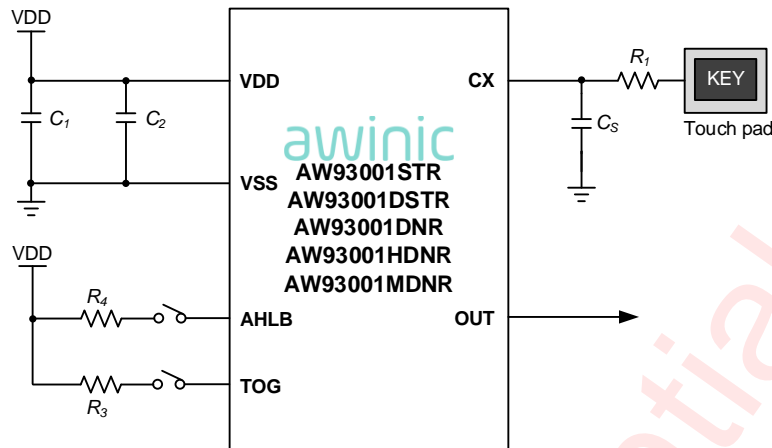 VDD
VDD
CX
R1
KEY
C1
C2
CS
Touch pad
awinic
VSS
AW93001STR
AW93001DSTR
AW93001DNR
AW93001HDNR
AW93001MDNR
VDD
R4
AHLB
OUT
R3
TOG
ntial